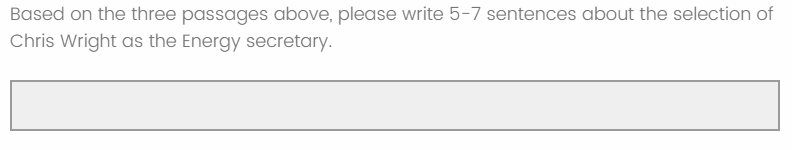 Based on the three passages above, please write 5-7 sentences about the selection of
Chris Wright as the Energy secretary.